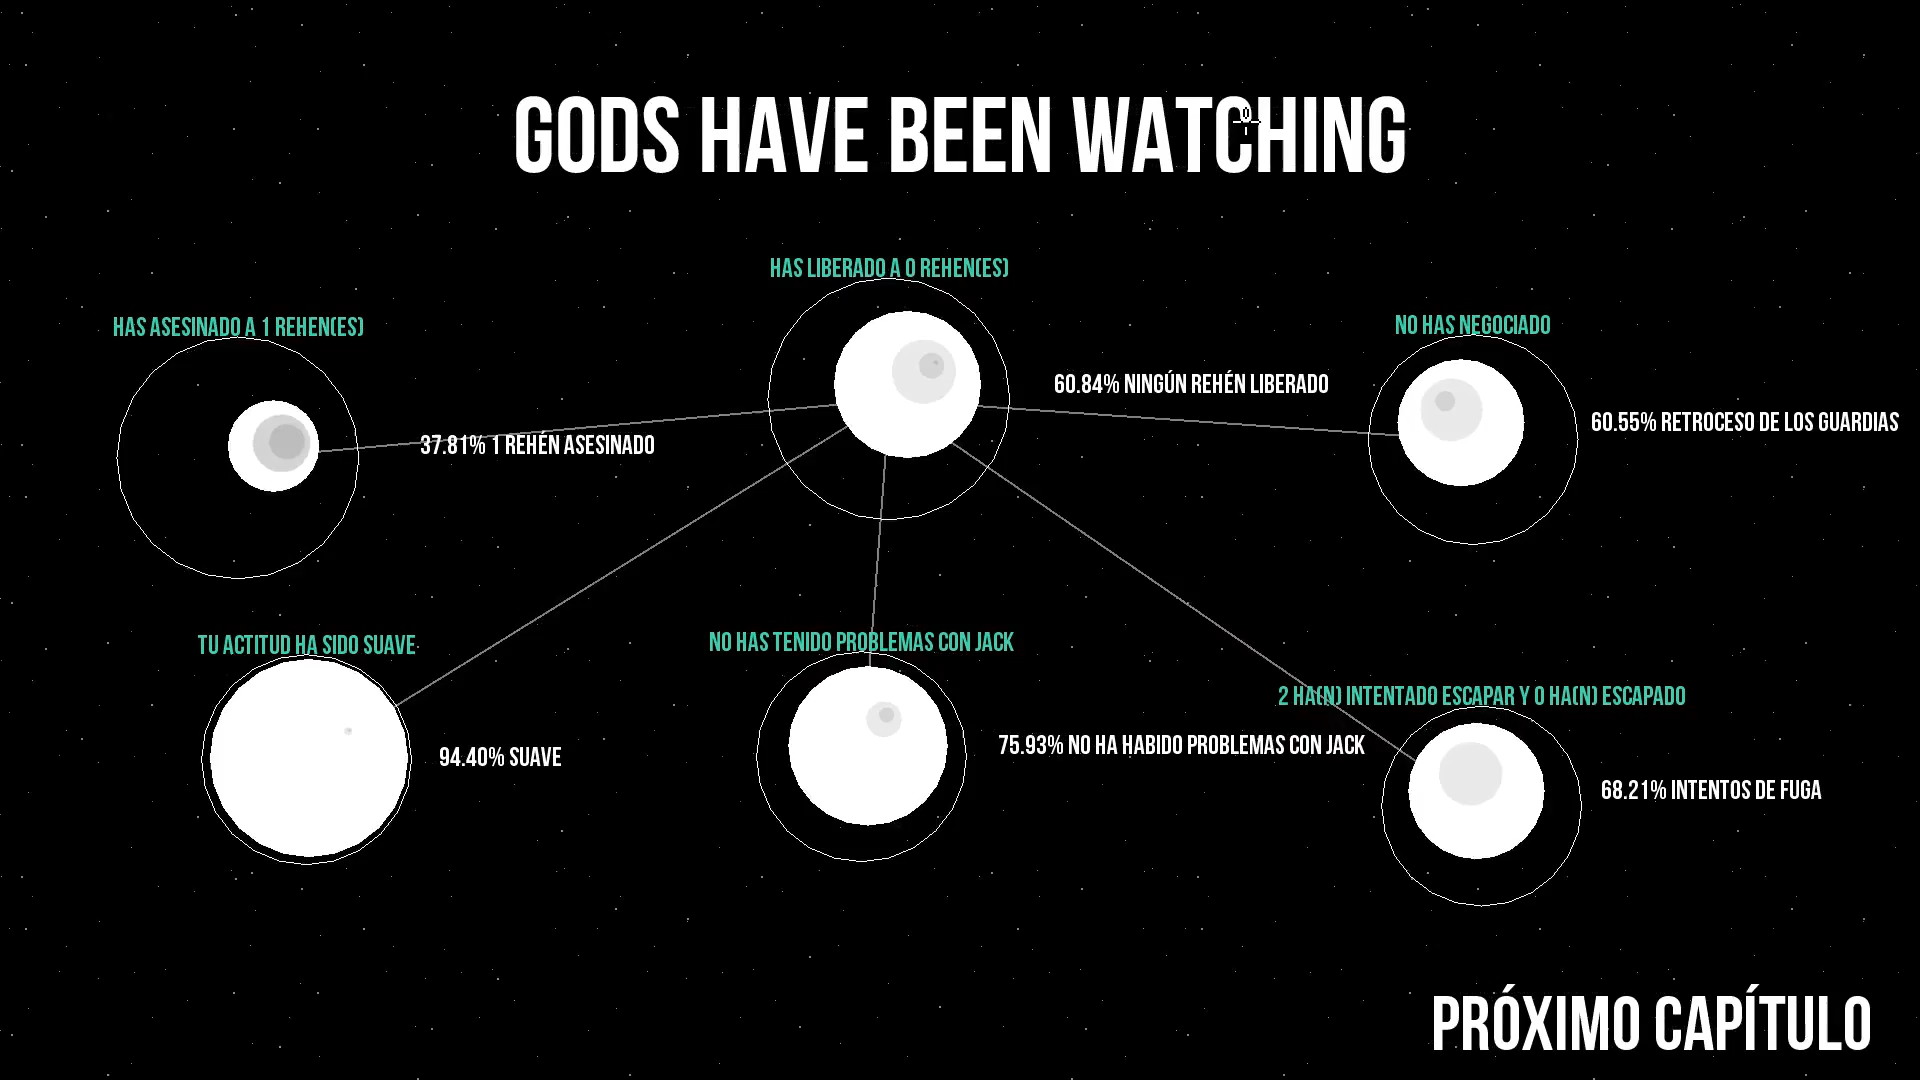 GODS HAVE BEEN WATCHING
HAS LIBERADO A 0 REHEN(ES)
HAS ASESINADO A 1 REHEN(ES)
NO HAS NEGOCIADO
60.84% NINGÚN REHÉN LIBERADO
60.55% RETROCESO DE LOS GUARDIAS
37.81% 1 REHÉN ASESINADO
TU ACTITUD HA SIDO SUAVE
NO HAS TENIDO PROBLEMAS CON JACK
2 HA(N) INTENTADO ESCAPAR Y 0 HA(N) ESCAPADO
94.40% SUAVE
75.93% NO HA HABIDO PROBLEMAS CON JACK
68.21% INTENTOS DE FUGA
PRÓXIMO CAPÍTULO